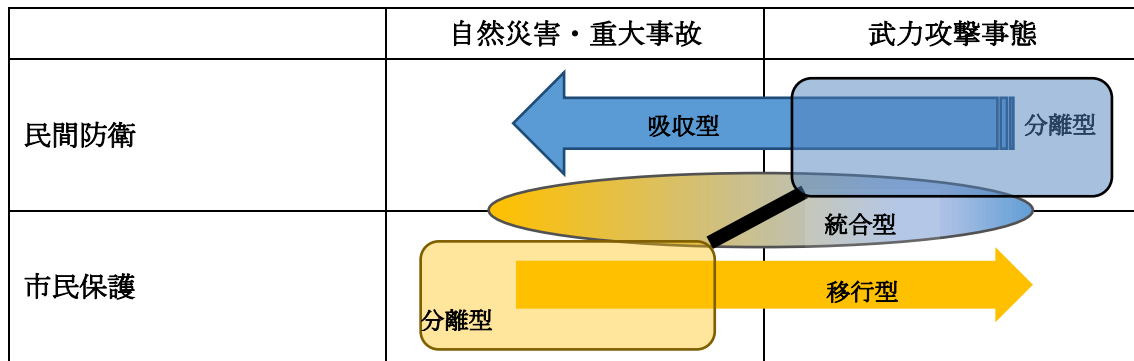 自然災害・重大事故
武力攻撃事態
民間防衛
吸収型
分離型
統合型
市民保護
移行型
分離型